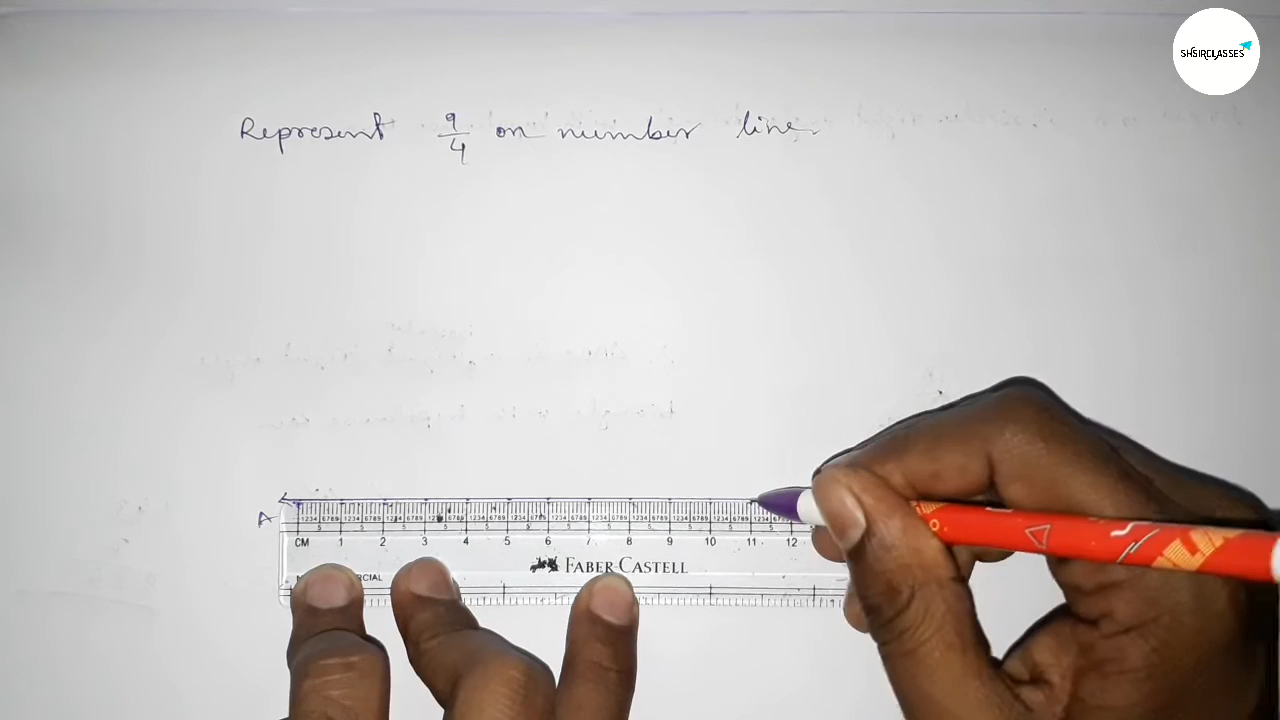 SHSIRCLASSES
Represent 9/4 on number line
A
CM 1 2 3 4 5 6 7 8 9 10 11 12
FABER-CASTELL